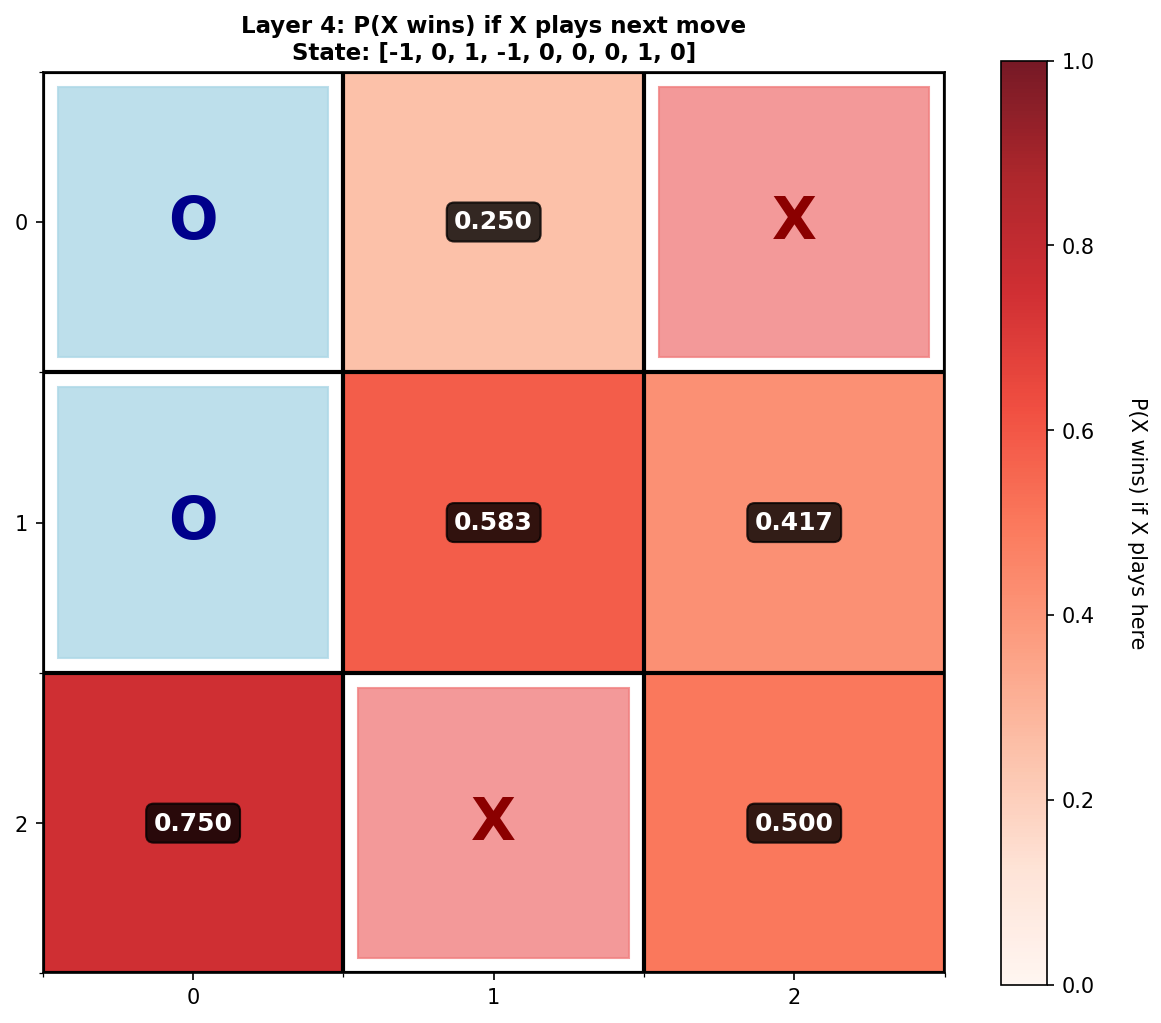 Layer 4: P(X wins) if X plays next move
State: [-1, 0, 1, -1, 0, 0, 0, 1, 0]
0
O
0.250
X
1
O
0.583
0.417
2
0.750
X
0.500
0
1
2
1.0
0.8
0.6
0.4
0.2
0.0
P(X wins) if X plays here